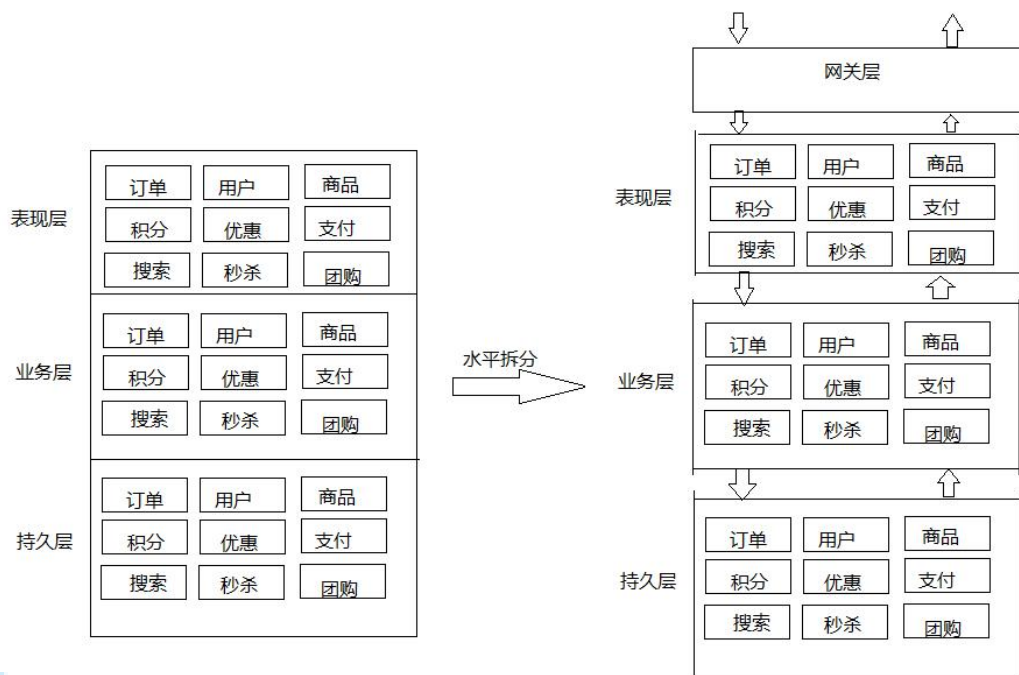 订单 用户 商品
表现层
积分 优惠 支付
搜索 秒杀 团购
订单 用户 商品
业务层
积分 优惠 支付
搜索 秒杀 团购
订单 用户 商品
持久层
积分 优惠 支付
搜索 秒杀 团购
水平拆分
网关层
订单 用户 商品
表现层
积分 优惠 支付
搜索 秒杀 团购
订单 用户 商品
业务层
积分 优惠 支付
搜索 秒杀 团购
订单 用户 商品
持久层
积分 优惠 支付
搜索 秒杀 团购